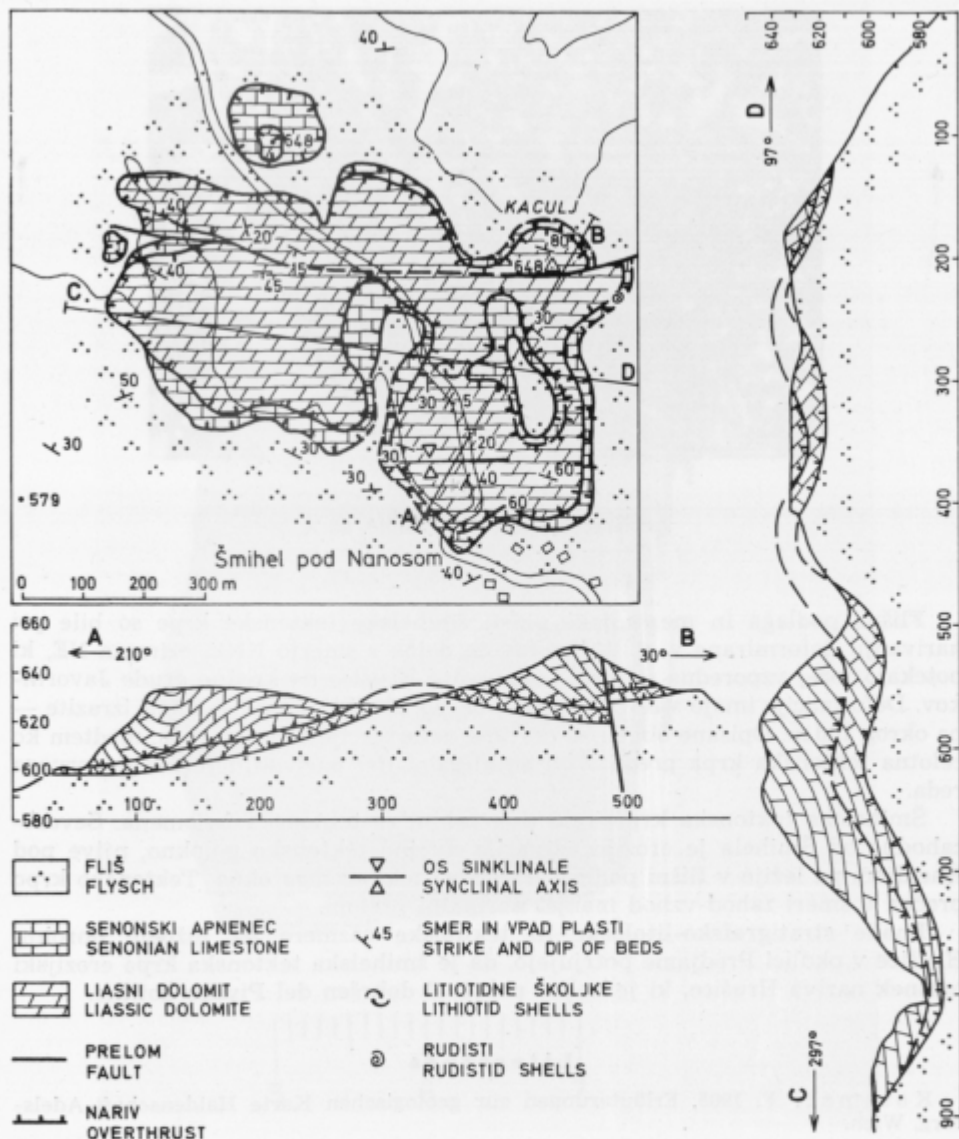 40
648
KACULJ
40
20
80
B
15
648
40
45
C
30
D
50
30
5
30
20
30
30
40
60
60
A
579
Šmihel pod Nanosom
40
0 100 200 300 m
640 620 600 580
D
97°
100
200
300
400
500
600
700
900
C
297°
660
640
620
600
580
A
210°
B
30°
100 200 300 400 500
FLIŠ
FLYSCH
SENONSKI APNENEC
SENONIAN LIMESTONE
LIASNI DOLOMIT
LIASSIC DOLOMITE
PRELOM
FAULT
NARIV
OVERTHRUST
OS SINKLINALE
SYNCLINAL AXIS
45
SMER IN VPAD PLASTI
STRIKE AND DIP OF BEDS
LITIOTIDNE ŠKOLJKE
LITHIOTID SHELLS
RUDISTI
RUDISTID SHELLS